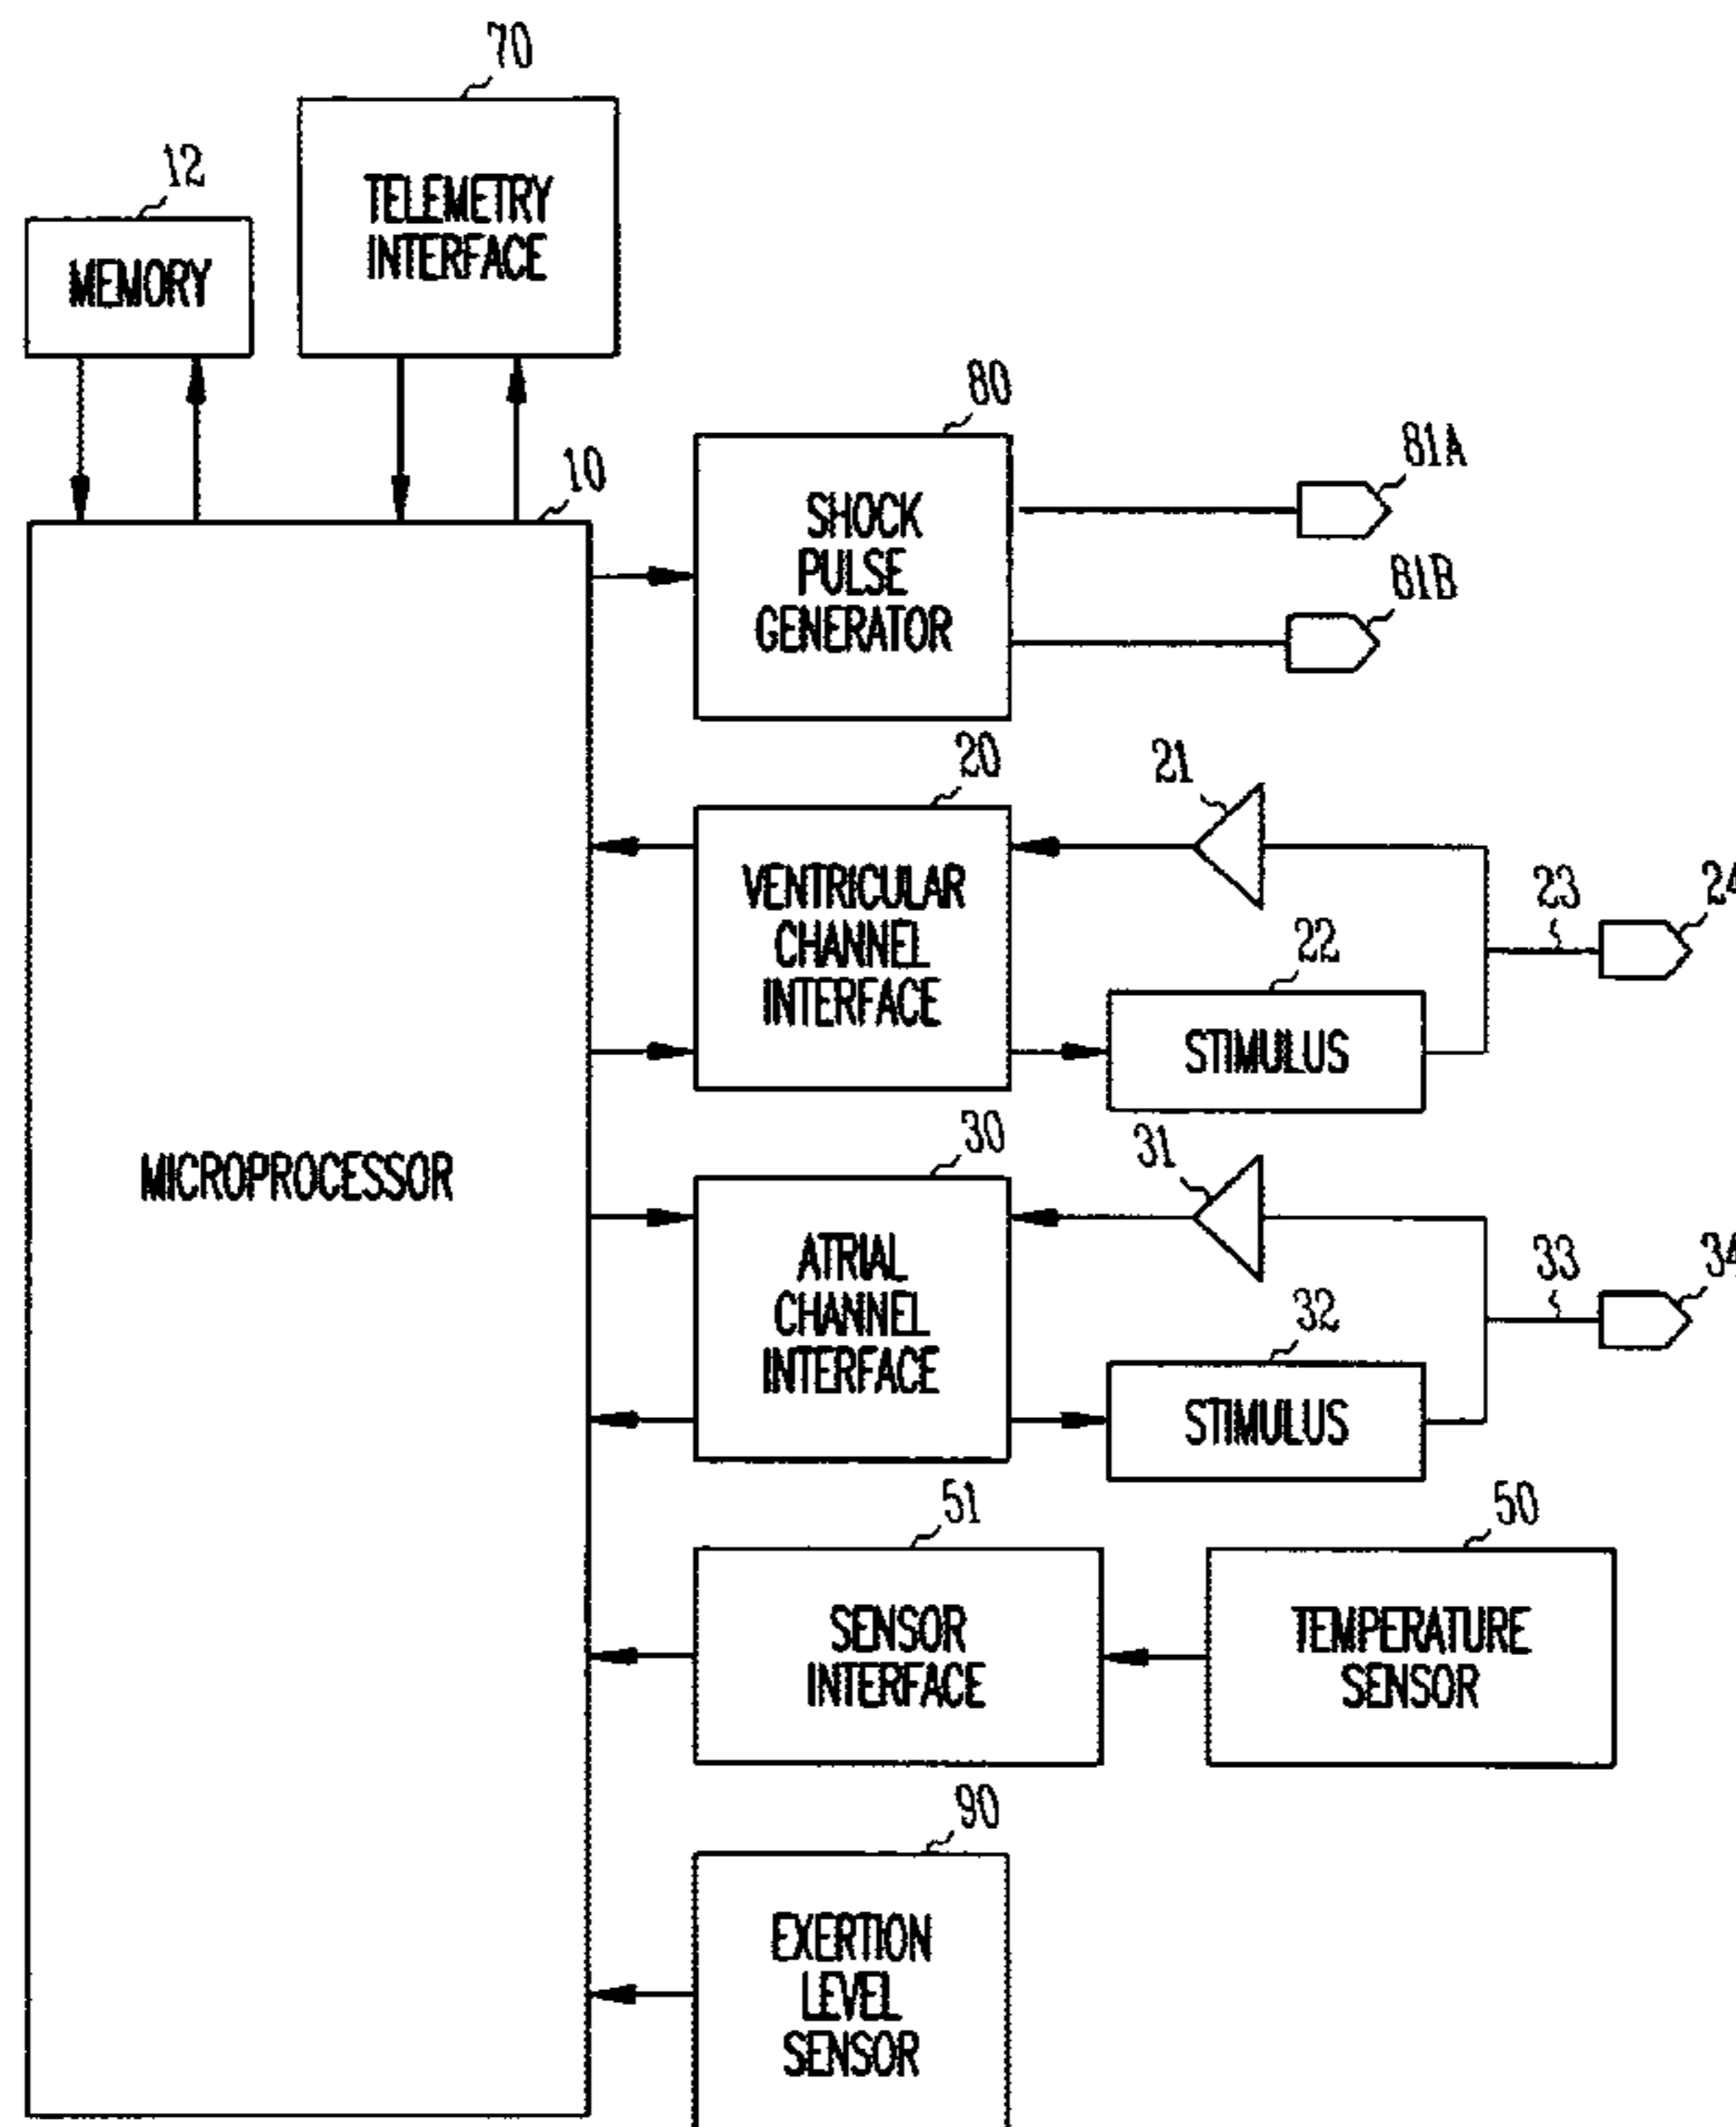 70
12
TELEMETRY
INTERFACE
MEMORY
80
10
81A
SHOCK
PULSE
GENERATOR
81B
20
21
VENTRICULAR
CHANNEL
INTERFACE
23
24
22
STIMULUS
MICROPROCESSOR
30
31
ATRIAL
CHANNEL
INTERFACE
33
34
32
STIMULUS
51
50
SENSOR
INTERFACE
TEMPERATURE
SENSOR
90
EXERTION
LEVEL
SENSOR